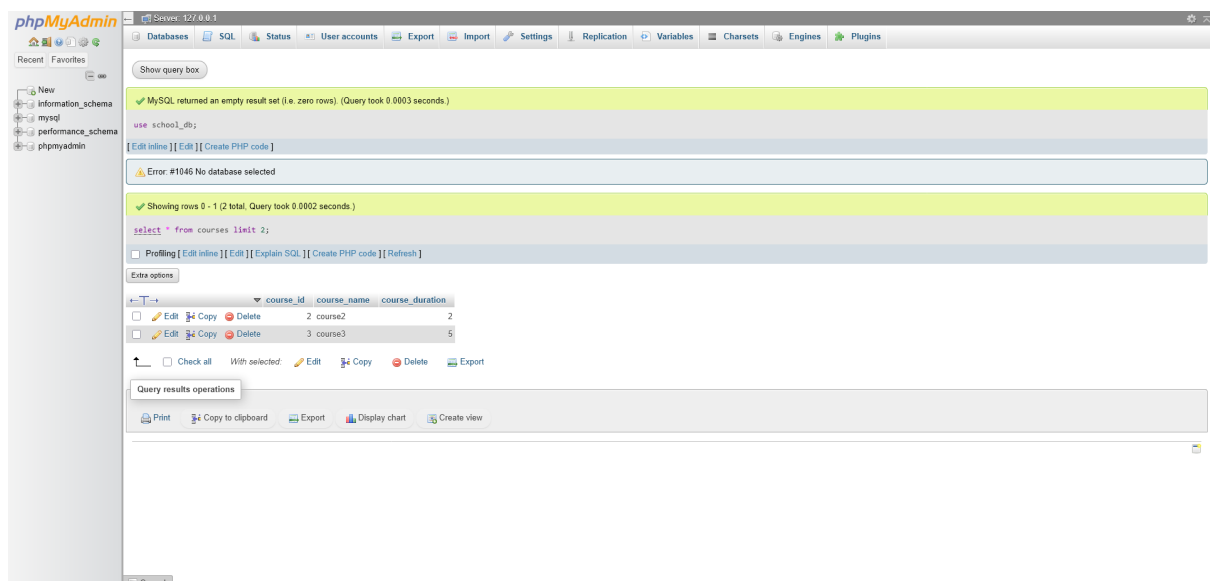 phpMyAdmin
Recent Favorites
New
information_schema
mysql
performance_schema
phpmyadmin
Server: 127.0.0.1
Databases SQL Status User accounts Export Import Settings Replication Variables Charsets Engines Plugins
Show query box
MySQL returned an empty result set (i.e. zero rows). (Query took 0.0003 seconds.)
use school_db;
[ Edit inline ] [ Edit ] [ Create PHP code ]
Error: #1046 No database selected
Showing rows 0 - 1 (2 total, Query took 0.0002 seconds.)
select * from courses limit 2;
Profiling [ Edit inline ] [ Edit ] [ Explain SQL ] [ Create PHP code ] [ Refresh ]
Extra options
←T→ ▼ course_id course_name course_duration
Edit Copy Delete 2 course2 2
Edit Copy Delete 3 course3 5
Check all With selected: Edit Copy Delete Export
Query results operations
Print Copy to clipboard Export Display chart Create view